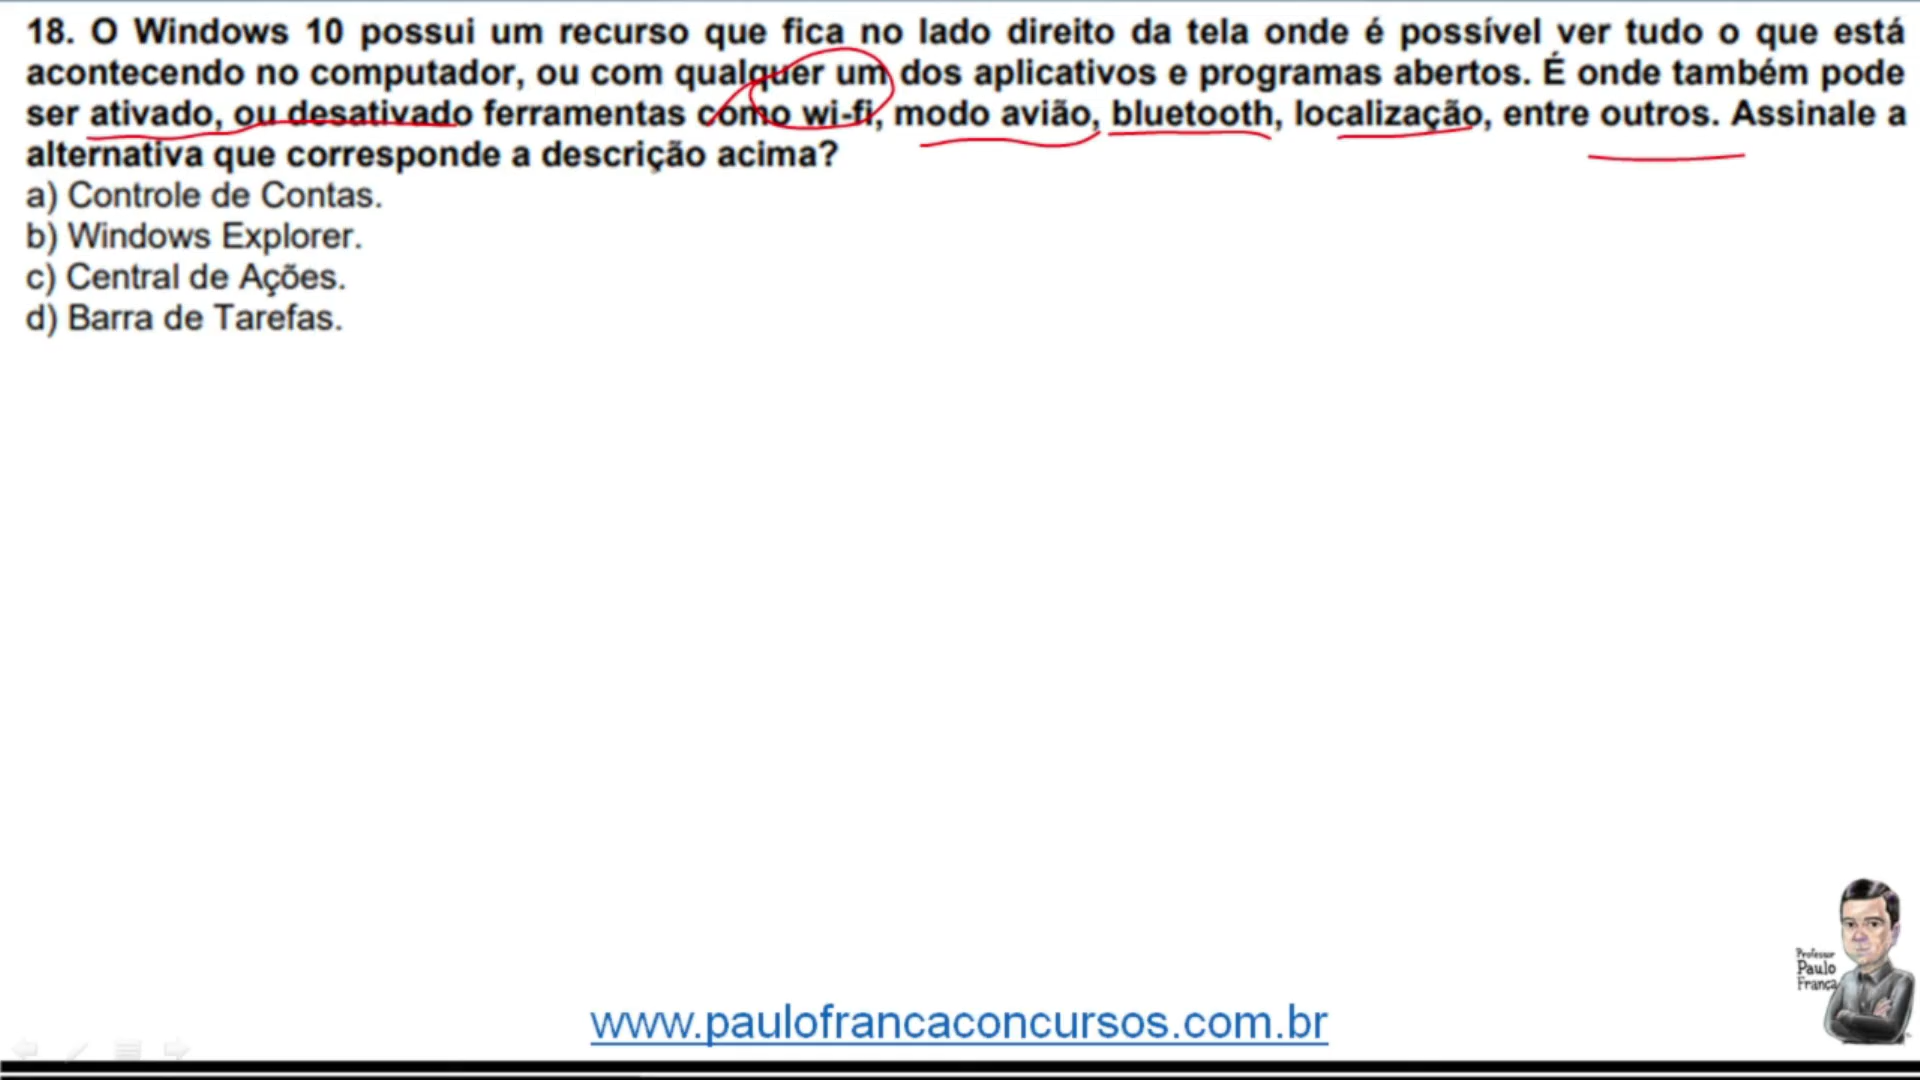 18. O Windows 10 possui um recurso que fica no lado direito da tela onde é possível ver tudo o que está
acontecendo no computador, ou com qualquer um dos aplicativos e programas abertos. É onde também pode
ser ativado, ou desativado ferramentas como wi-fi, modo avião, bluetooth, localização, entre outros. Assinale a
alternativa que corresponde a descrição acima?
a) Controle de Contas.
b) Windows Explorer.
c) Central de Ações.
d) Barra de Tarefas.
Professor
Paulo
França
www.paulofrancaconcursos.com.br